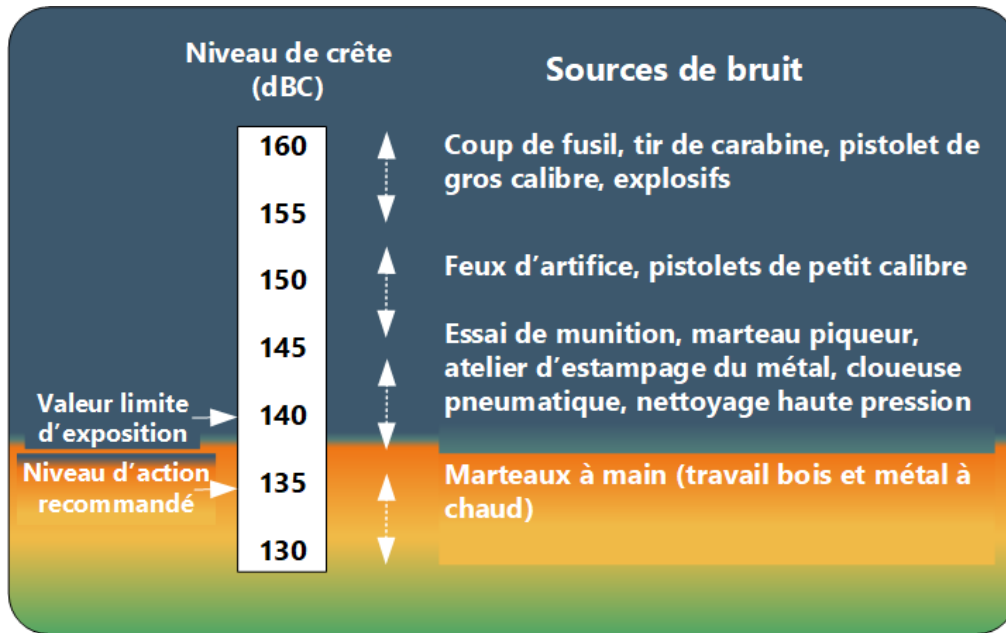 Niveau de crête
(dBC)
Sources de bruit
160
155
150
145
140
135
130
Coup de fusil, tir de carabine, pistolet de
gros calibre, explosifs
Feux d'artifice, pistolets de petit calibre
Essai de munition, marteau piqueur,
atelier d'estampage du métal, cloueuse
pneumatique, nettoyage haute pression
Valeur limite
d'exposition
Niveau d'action
recommandé
Marteaux à main (travail bois et métal à
chaud)